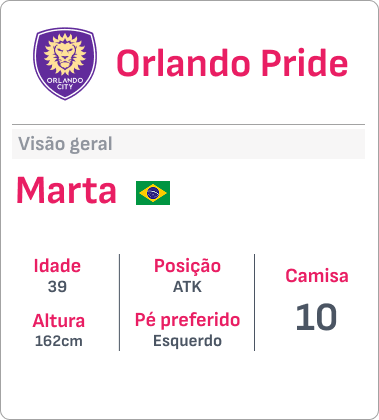 ORLANDO
CITY
Orlando Pride
Visão geral
Marta
Idade
39
Posição
ATK
Camisa
10
Altura
162cm
Pé preferido
Esquerdo